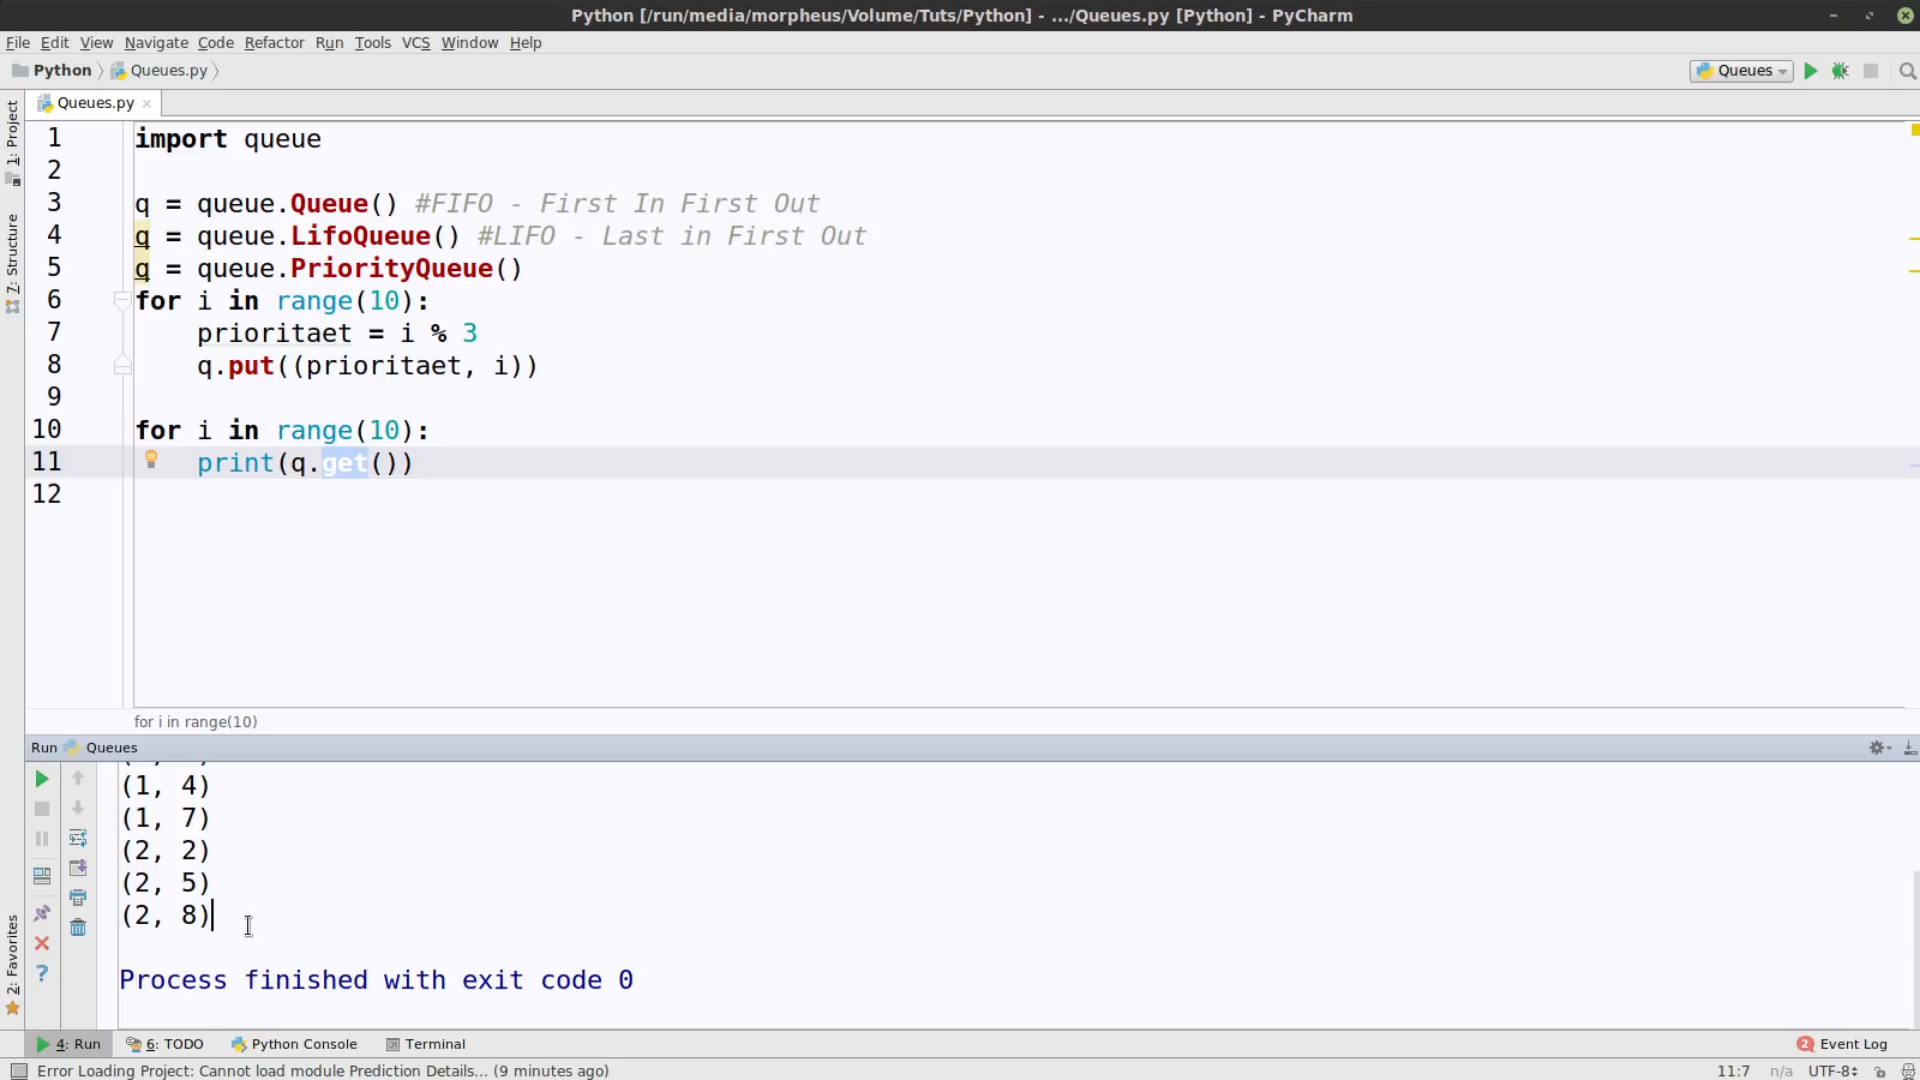 Python [/run/media/morpheus/Volume/Tuts/Python] - .../Queues.py [Python] - PyCharm
File Edit View Navigate Code Refactor Run Tools VCS Window Help
Python Queues.py Queues
Queues.py
1: Project
7: Structure
2: Favorites
1 import queue
2
3 q = queue.Queue() #FIFO - First In First Out
4 q = queue.LifoQueue() #LIFO - Last in First Out
5 q = queue.PriorityQueue()
6 for i in range(10):
7     prioritaet = i % 3
8     q.put((prioritaet, i))
9
10 for i in range(10):
11     print(q.get())
12
for i in range(10)
Run Queues
(1, 4)
(1, 7)
(2, 2)
(2, 5)
(2, 8)
Process finished with exit code 0
4: Run 6: TODO Python Console Terminal 2 Event Log
Error Loading Project: Cannot load module Prediction Details... (9 minutes ago) 11:7 n/a UTF-8